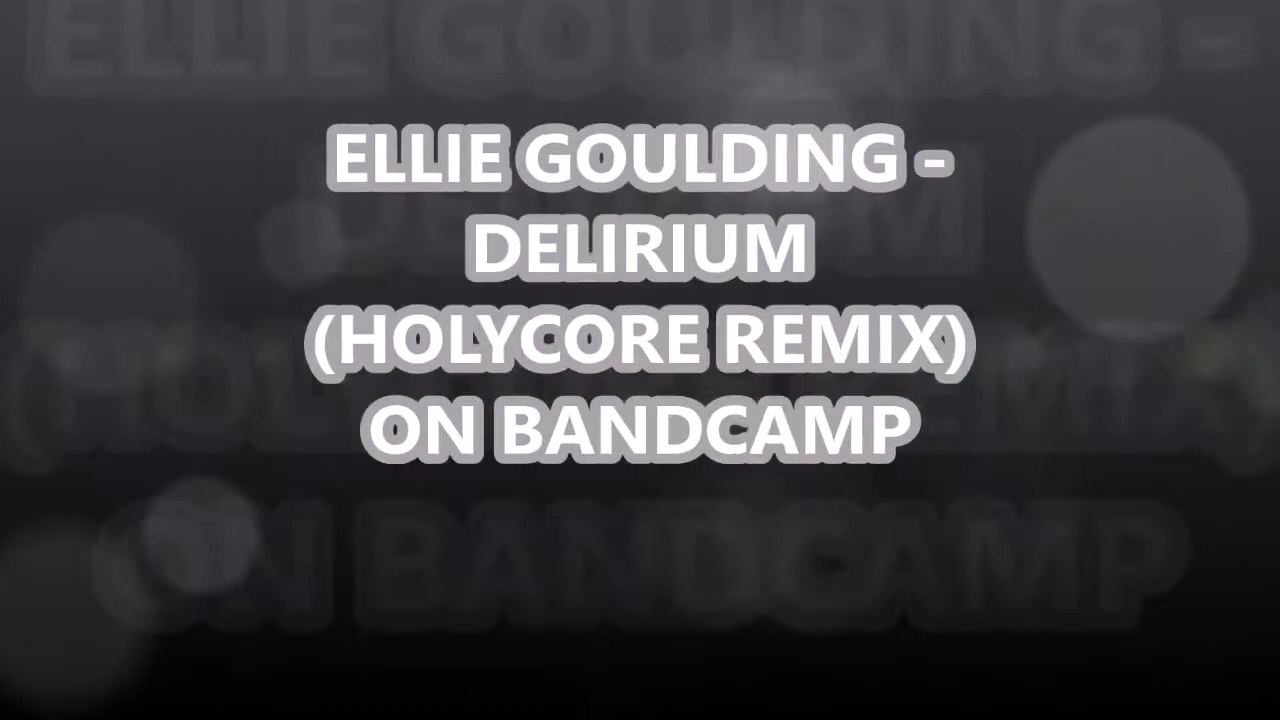 ELLIE GOULDING -
DELIRIUM
(HOLYCORE REMIX)
ON BANDCAMP